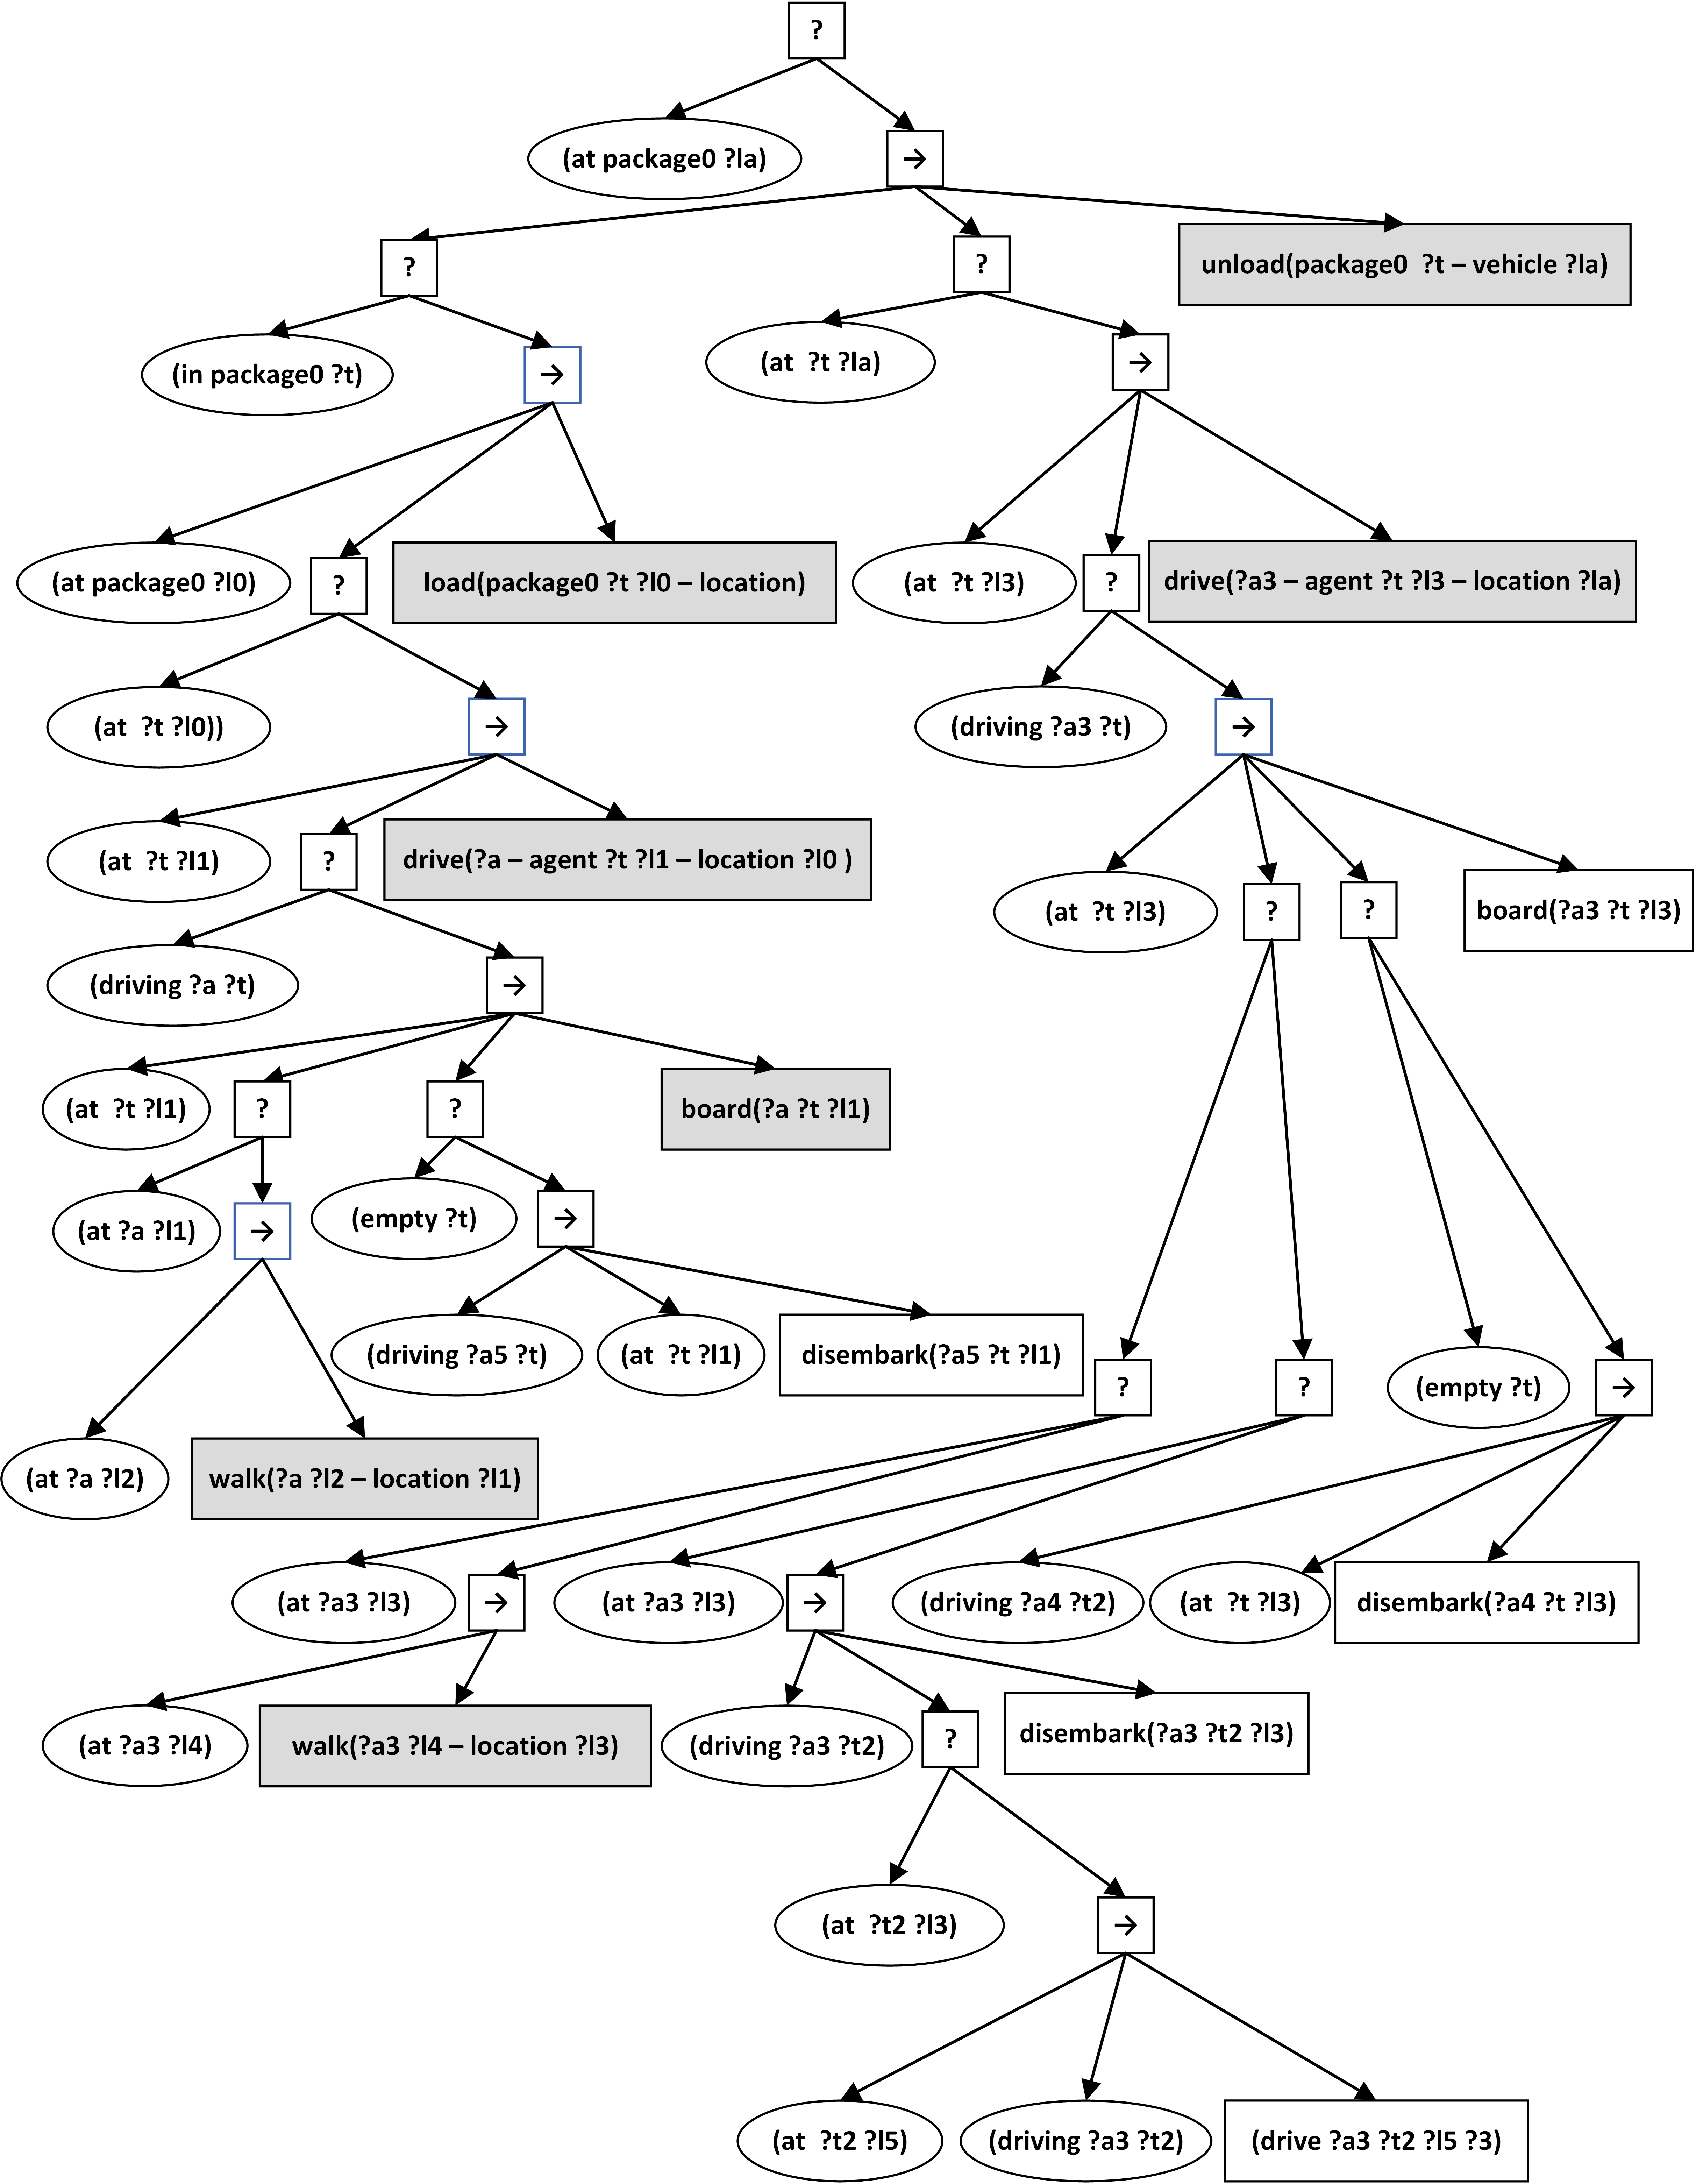 ?
(at package0 ?la)
→
?
?
unload(package0  ?t – vehicle ?la)
(in package0 ?t)
→
(at  ?t ?la)
→
(at package0 ?l0)
?
load(package0 ?t ?l0 – location)
(at  ?t ?l3)
?
drive(?a3 – agent ?t ?l3 – location ?la)
(at  ?t ?l0))
→
(driving ?a3 ?t)
→
(at  ?t ?l1)
?
drive(?a – agent ?t ?l1 – location ?l0 )
(at  ?t ?l3)
?
?
board(?a3 ?t ?l3)
(driving ?a ?t)
→
(at  ?t ?l1)
?
?
board(?a ?t ?l1)
(at ?a ?l1)
→
(empty ?t)
→
(driving ?a5 ?t)
(at  ?t ?l1)
disembark(?a5 ?t ?l1)
?
?
(empty ?t)
→
(at ?a ?l2)
walk(?a ?l2 – location ?l1)
(at ?a3 ?l3)
→
(at ?a3 ?l3)
→
(driving ?a4 ?t2)
(at  ?t ?l3)
disembark(?a4 ?t ?l3)
(at ?a3 ?l4)
walk(?a3 ?l4 – location ?l3)
(driving ?a3 ?t2)
?
disembark(?a3 ?t2 ?l3)
(at  ?t2 ?l3)
→
(at  ?t2 ?l5)
(driving ?a3 ?t2)
(drive ?a3 ?t2 ?l5 ?3)